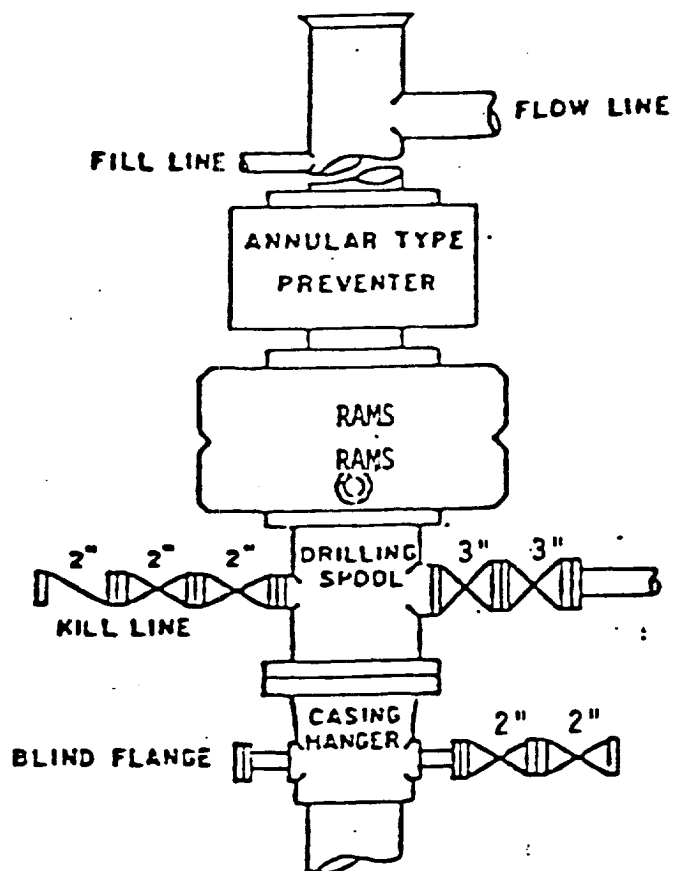 FLOW LINE
FILL LINE
ANNULAR TYPE
PREVENTER
RAMS
RAMS
2" 2" 2"
DRILLING
SPOOL
3" 3"
KILL LINE
CASING
HANGER
2" 2"
BLIND FLANGE